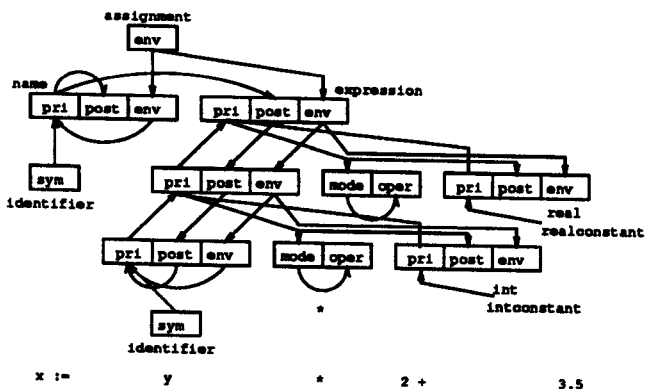 assignment
env
name
expression
pri post env
pri post env
sym
identifier
pri post env
mode oper
pri post env
real
realconstant
pri post env
mode oper
pri post env
int
intconstant
*
sym
identifier
x := y * 2 + 3.5